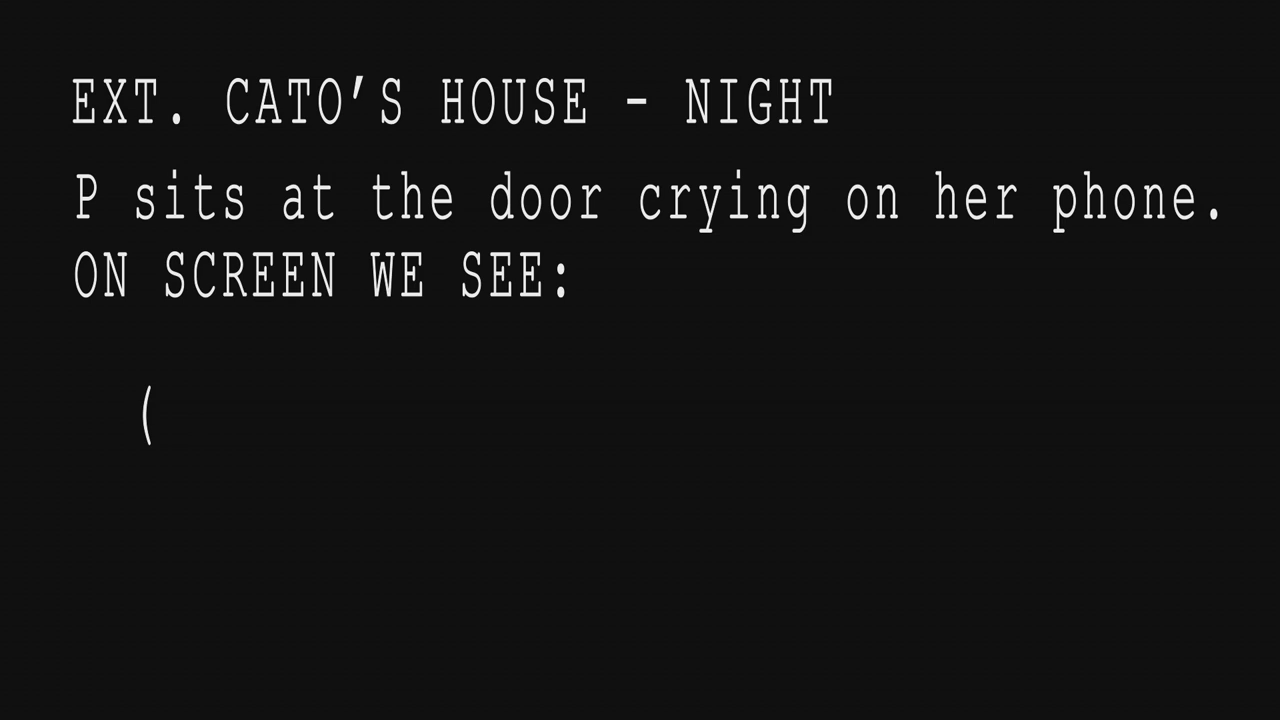 EXT. CATO’S HOUSE - NIGHT
P sits at the door crying on her phone.
ON SCREEN WE SEE:
(